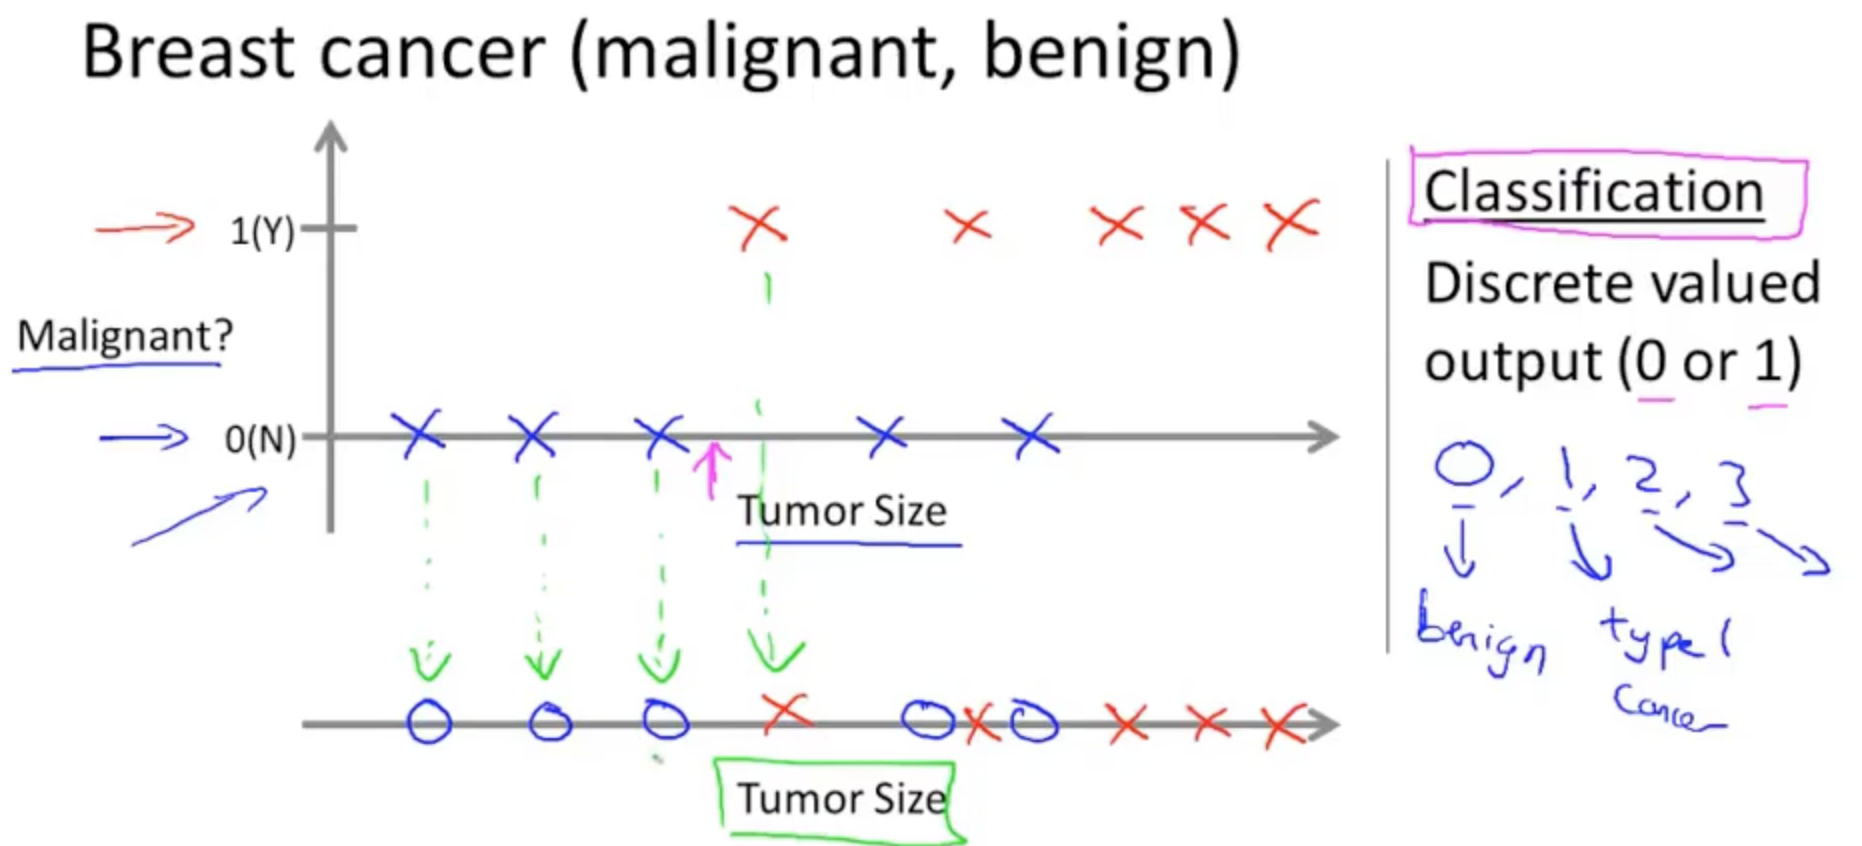 Breast cancer (malignant, benign)
1(Y)
Malignant?
0(N)
Tumor Size
Tumor Size
Classification
Discrete valued
output (0 or 1)
0, 1, 2, 3
benign
type 1
cancer